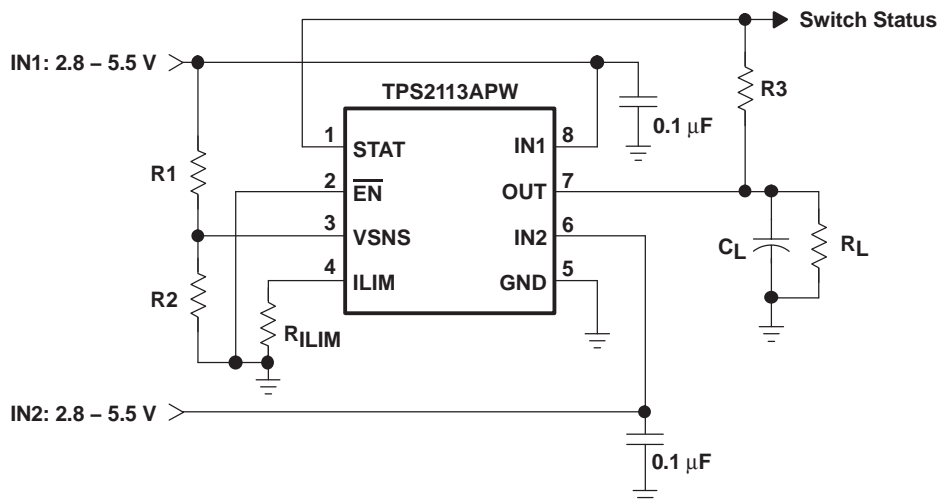 Switch Status
IN1: 2.8 – 5.5 V
R3
TPS2113APW
0.1 μF
1
STAT
IN1
8
R1
2
EN
OUT
7
3
VSNS
IN2
6
CL
RL
R2
4
ILIM
GND
5
RILIM
IN2: 2.8 – 5.5 V
0.1 μF